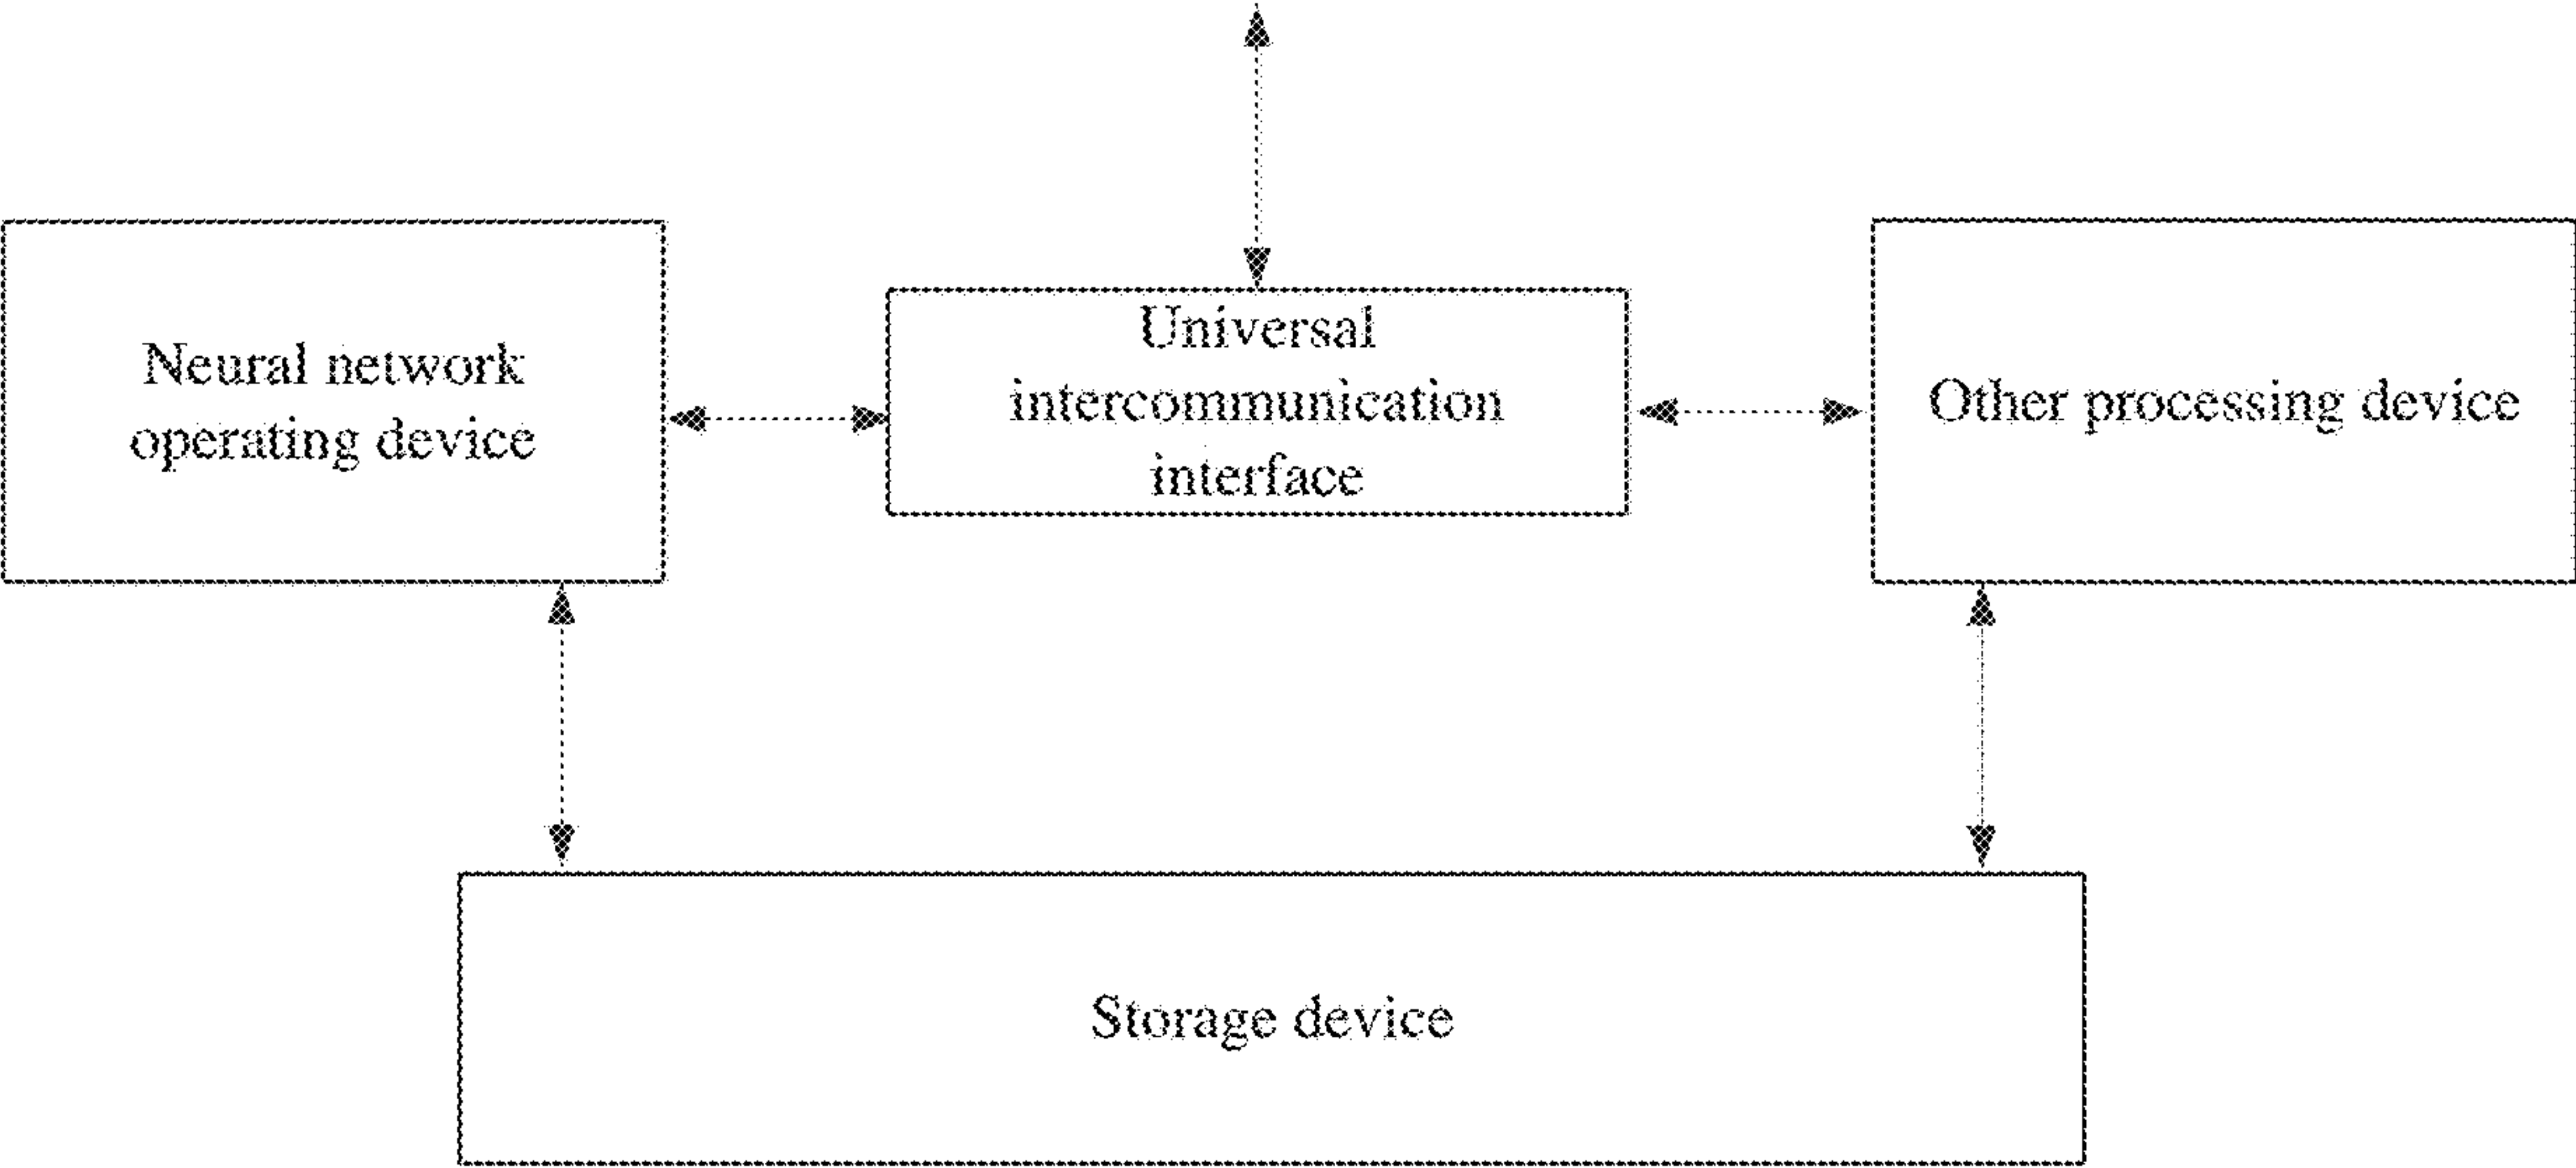 Neural network
operating device
Universal
intercommunication
interface
Other processing device
Storage device